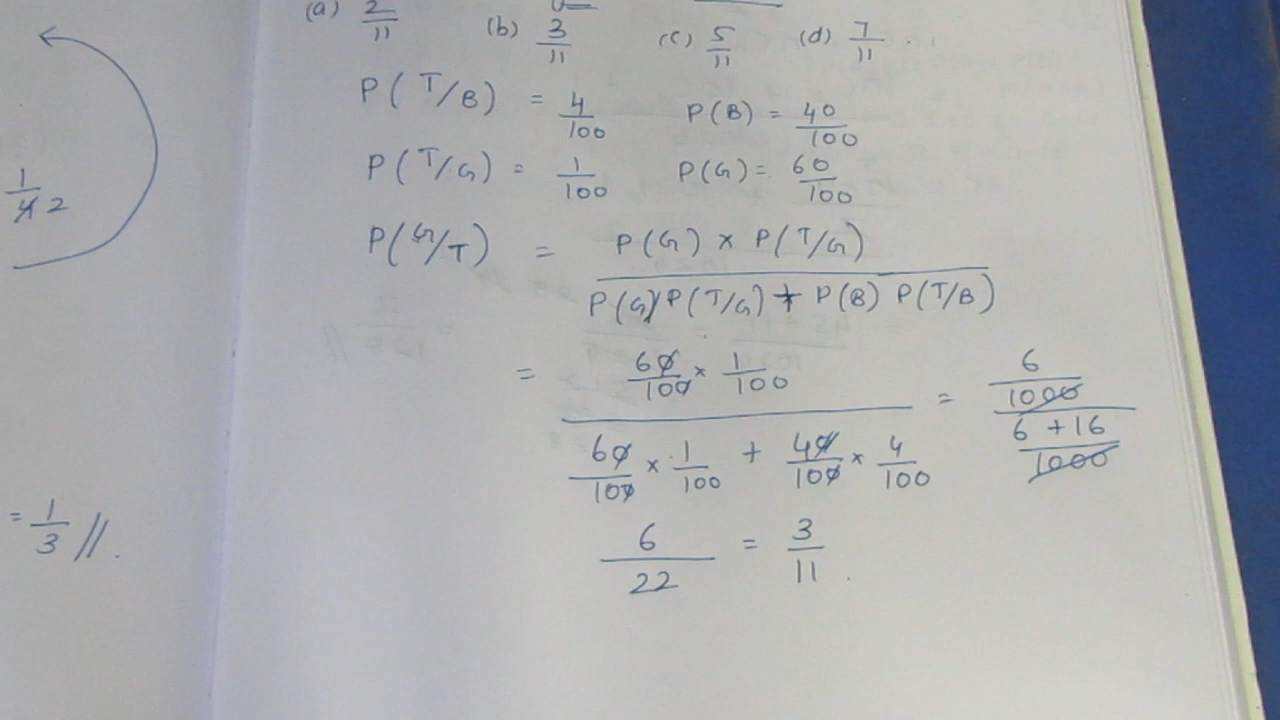 (a) 2/11 (b) 3/11 (c) 5/11 (d) 7/11 .
P( T/B ) = 4/100 P(B) = 40/100
P( T/G ) = 1/100 P(G) = 60/100
P(G/T) = P(G) × P(T/G) / P(G) P(T/G) + P(B) P(T/B)
= 60/100 × 1/100 / 60/100 × 1/100 + 40/100 × 4/100 = 6/1000 / 6 + 16/1000
6/22 = 3/11 .
1/4 2
= 1/3 // .